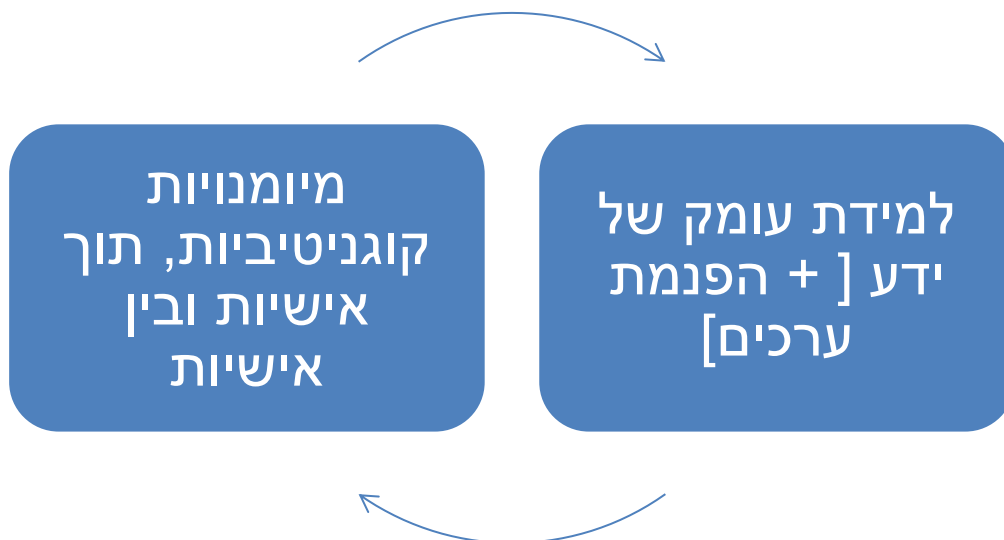 למידת עומק של
ידע [ + הפנמת
ערכים]
מיומנויות
קוגניטיביות, תוך
אישיות ובין
אישיות